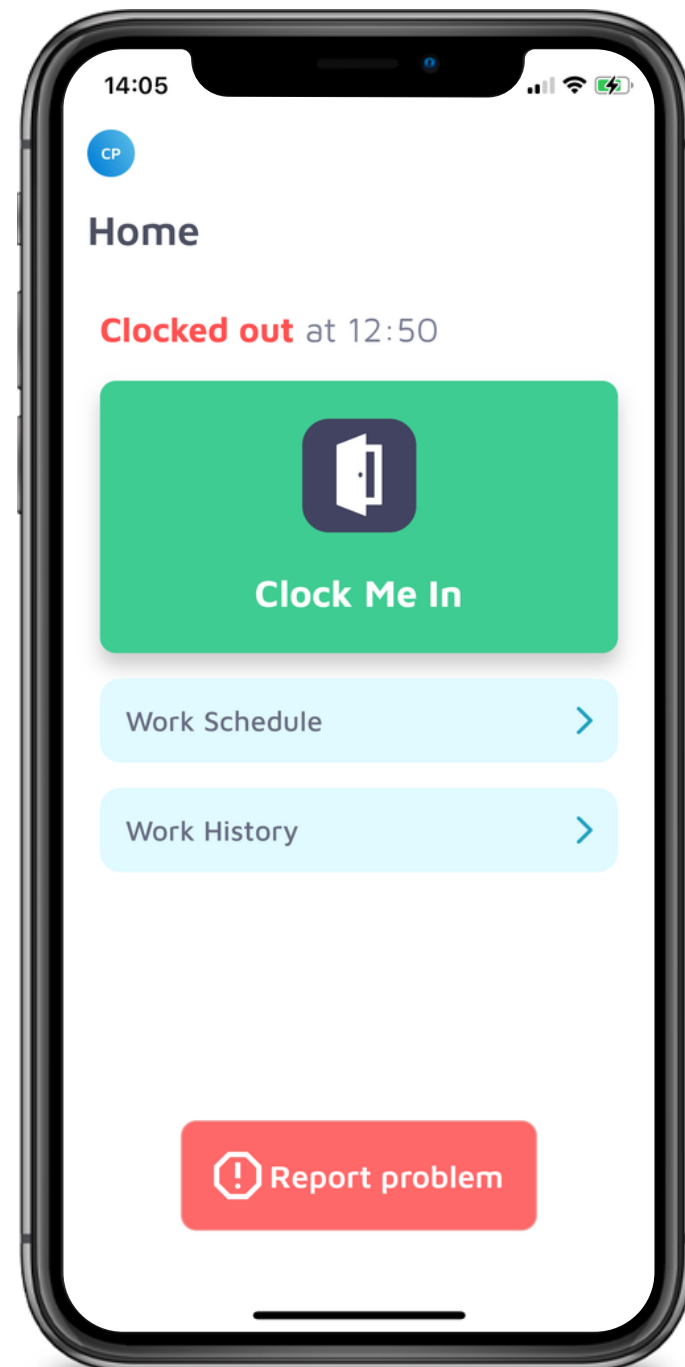 14:05
CP
Home
Clocked out at 12:50
Clock Me In
Work Schedule
Work History
Report problem